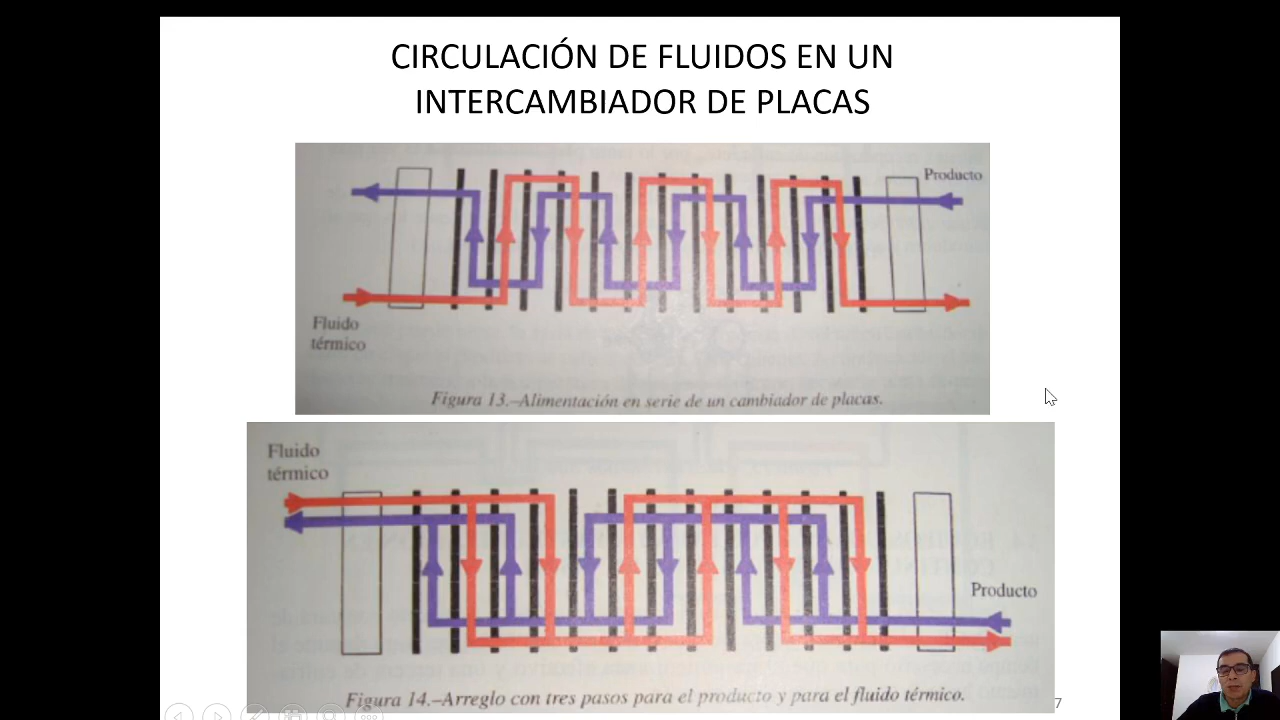 CIRCULACIÓN DE FLUIDOS EN UN
INTERCAMBIADOR DE PLACAS
Producto
Fluido
térmico
Figura 13.-Alimentación en serie de un cambiador de placas.
Fluido
térmico
Producto
Figura 14.-Arreglo con tres pasos para el producto y para el fluido térmico.
7